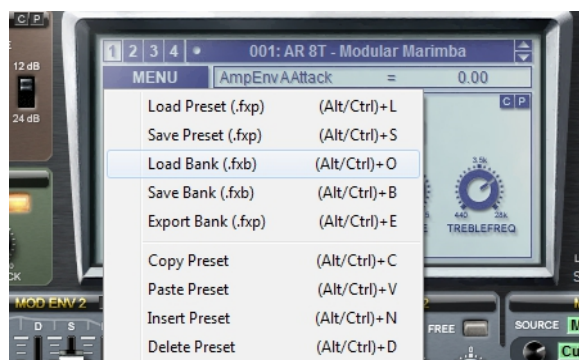 C P
12 dB
24 dB
1 2 3 4 • 001: AR 8T - Modular Marimba
MENU AmpEnvAAttack = 0.00
Load Preset (.fxp) (Alt/Ctrl)+L
Save Preset (.fxp) (Alt/Ctrl)+S
Load Bank (.fxb) (Alt/Ctrl)+O
Save Bank (.fxb) (Alt/Ctrl)+B
Export Bank (.fxp) (Alt/Ctrl)+E
Copy Preset (Alt/Ctrl)+C
Paste Preset (Alt/Ctrl)+V
Insert Preset (Alt/Ctrl)+N
Delete Preset (Alt/Ctrl)+D
C P
3.5k
440 28k
TREBLEFREQ
MOD ENV 2
D S
FREE
SOURCE